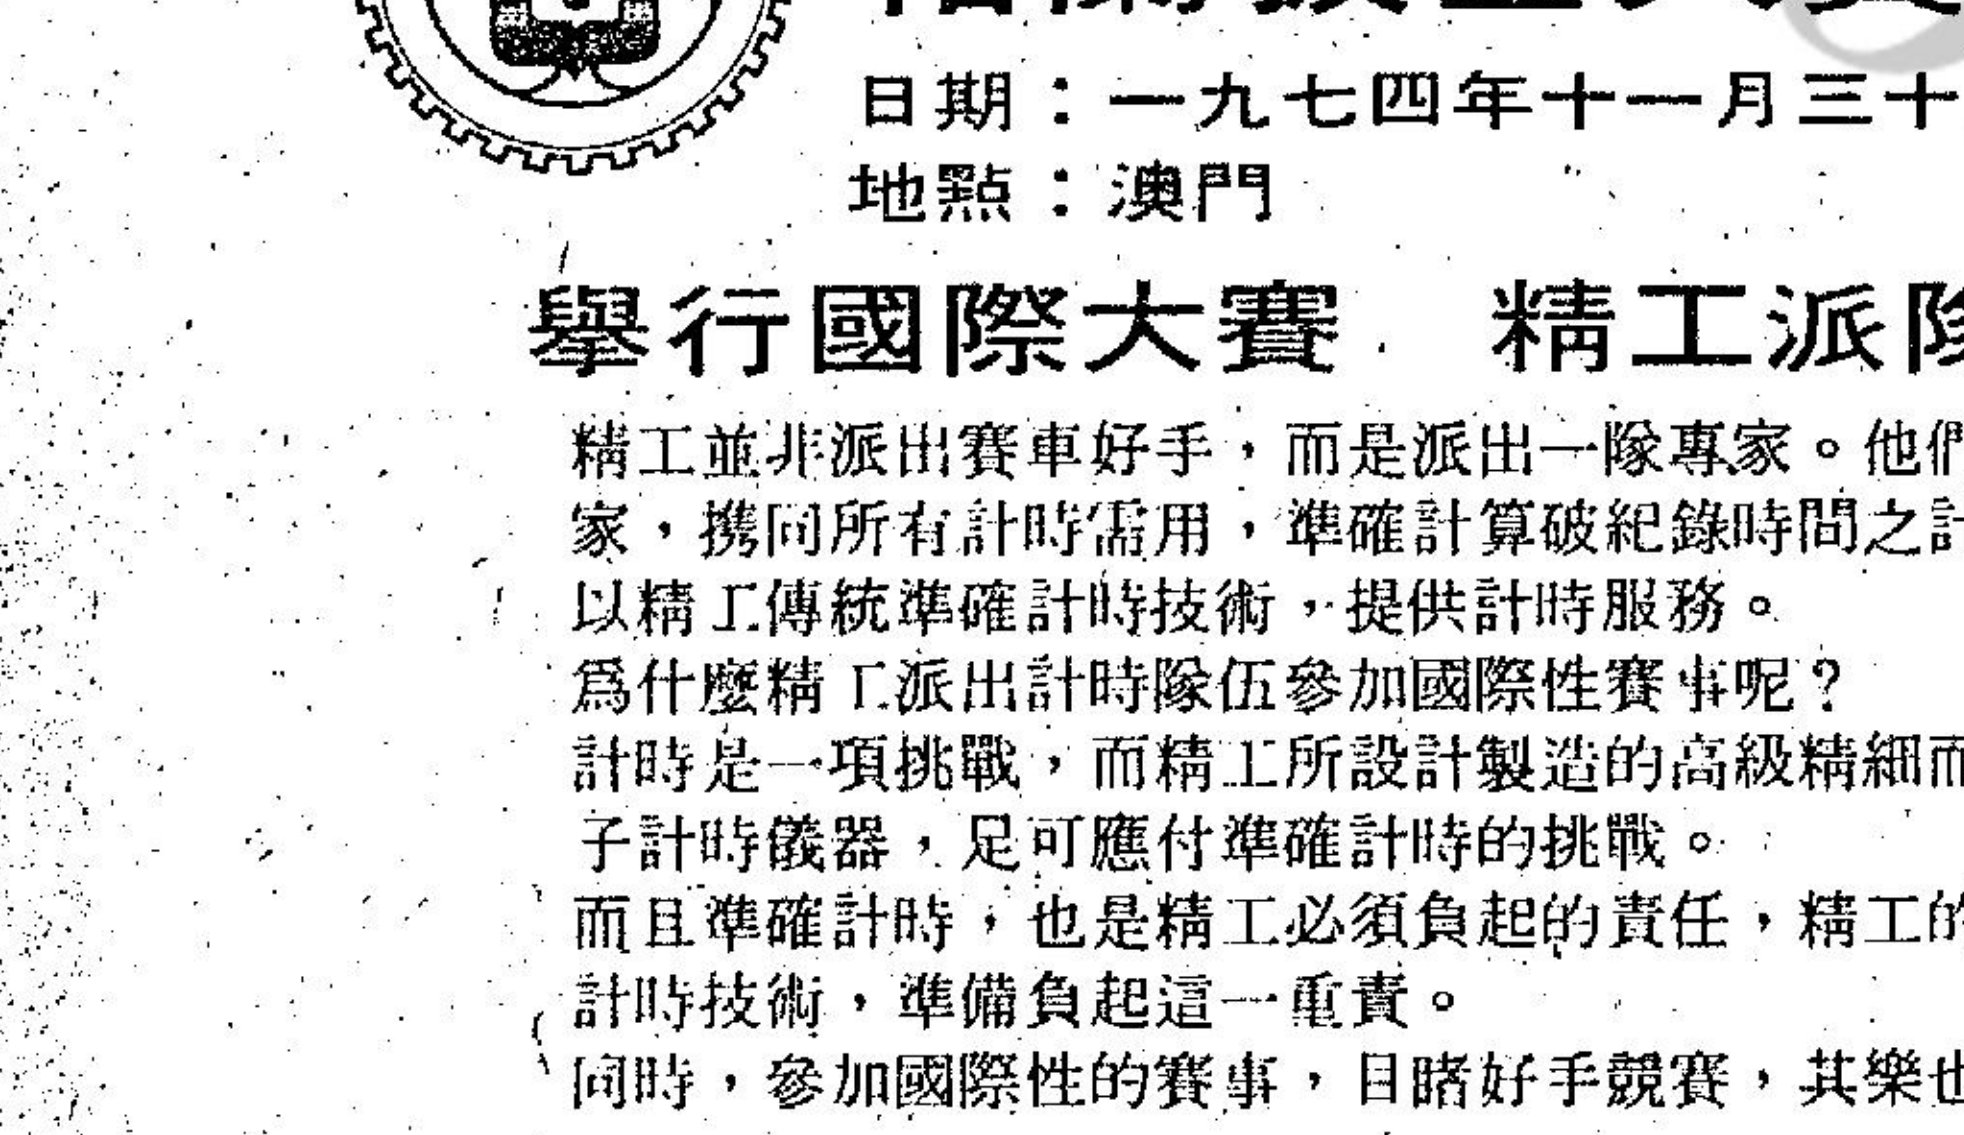 日期：一九七四年十一月三十
地點：澳門
舉行國際大賽 精工派隊
精工並非派出賽車好手，而是派出一隊專家。他們
家，携同所有計時需用，準確計算破紀錄時間之計
以精工傳統準確計時技術，提供計時服務。
爲什麽精工派出計時隊伍參加國際性賽事呢？
計時是一項挑戰，而精工所設計製造的高級精細而
子計時儀器，足可應付準確計時的挑戰。
而且準確計時，也是精工必須負起的責任，精工的
計時技術，準備負起這一重責。
同時，參加國際性的賽事，目睹好手競賽，其樂也